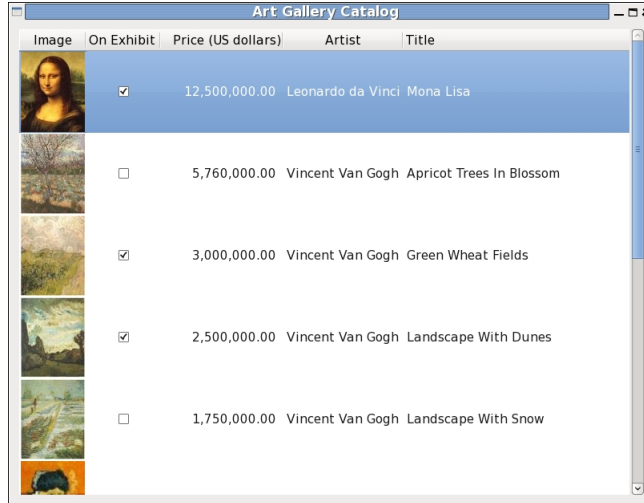 Art Gallery Catalog
Image On Exhibit Price (US dollars) Artist Title
12,500,000.00 Leonardo da Vinci Mona Lisa
5,760,000.00 Vincent Van Gogh Apricot Trees In Blossom
3,000,000.00 Vincent Van Gogh Green Wheat Fields
2,500,000.00 Vincent Van Gogh Landscape With Dunes
1,750,000.00 Vincent Van Gogh Landscape With Snow